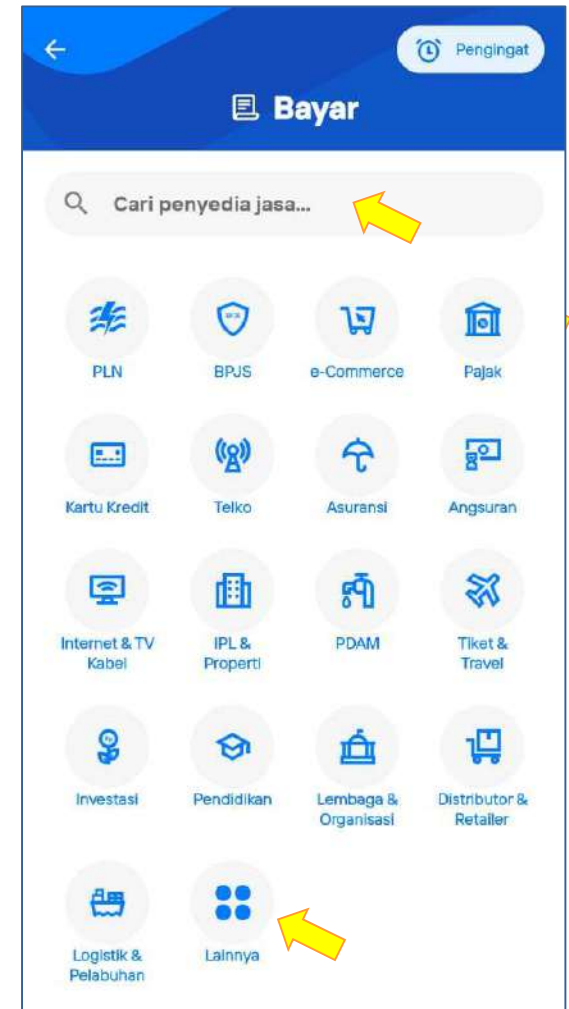 Pengingat
Bayar
Cari penyedia jasa...
PLN
BPJS
e-Commerce
Pajak
Kartu Kredit
Telko
Asuransi
Angsuran
Internet & TV
Kabel
IPL &
Properti
PDAM
Tiket &
Travel
Investasi
Pendidikan
Lembaga &
Organisasi
Distributor &
Retailer
Logistik &
Pelabuhan
Lainnya